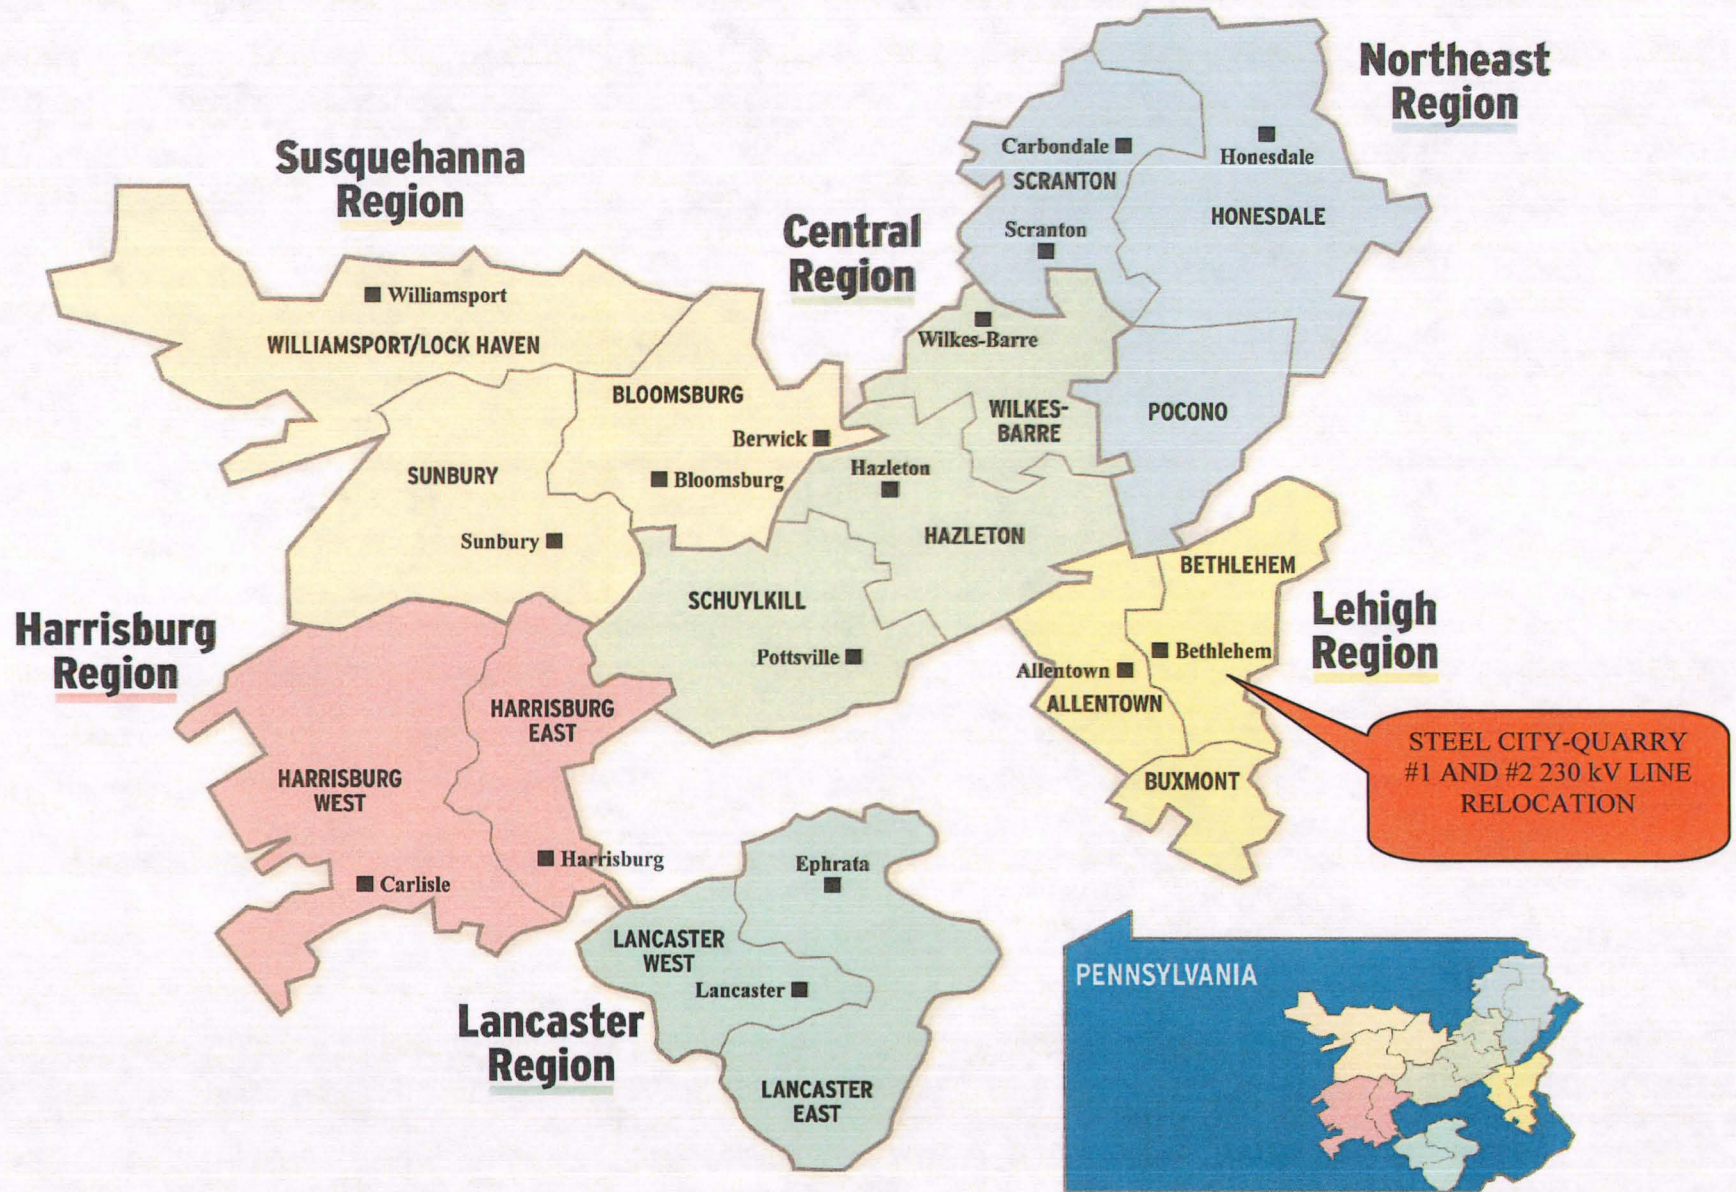 Northeast
Region
Carbondale
Honesdale
SCRANTON
HONESDALE
Scranton
Susquehanna
Region
Central
Region
Williamsport
WILLIAMSPORT/LOCK HAVEN
Wilkes-Barre
BLOOMSBURG
WILKES-
BARRE
POCONO
Berwick
Bloomsburg
SUNBURY
Hazleton
Sunbury
HAZLETON
BETHLEHEM
SCHUYLKILL
Lehigh
Region
Harrisburg
Region
Pottsville
Bethlehem
Allentown
ALLENTOWN
HARRISBURG
EAST
STEEL CITY-QUARRY
#1 AND #2 230 kV LINE
RELOCATION
HARRISBURG
WEST
BUXMONT
Harrisburg
Carlisle
Ephrata
LANCASTER
WEST
Lancaster
Lancaster
Region
LANCASTER
EAST
PENNSYLVANIA